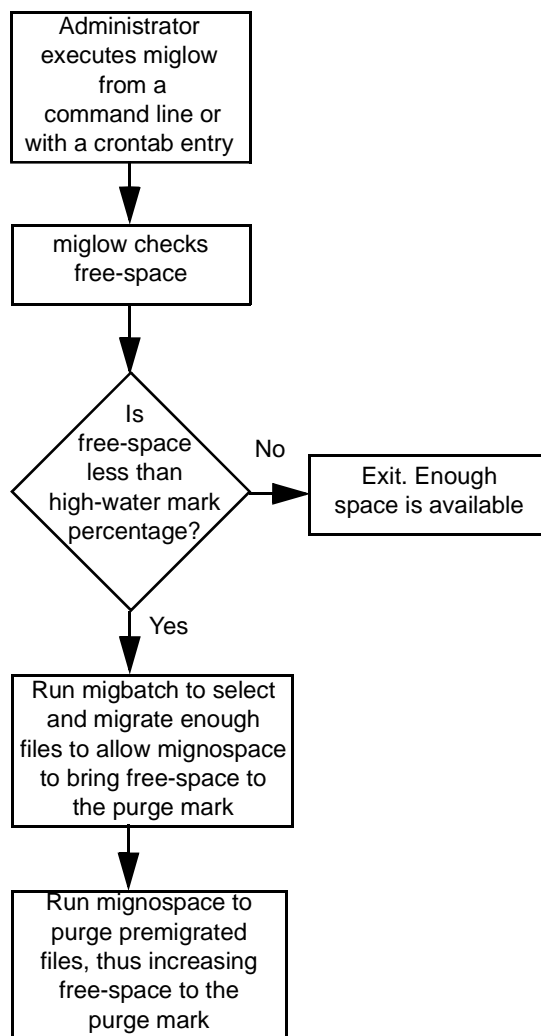 Administrator
executes miglow
from a
command line or
with a crontab entry
miglow checks
free-space
Is
free-space
less than
high-water mark
percentage?
No
Exit. Enough
space is available
Yes
Run migbatch to select
and migrate enough
files to allow mignospace
to bring free-space to
the purge mark
Run mignospace to
purge premigrated
files, thus increasing
free-space to the
purge mark